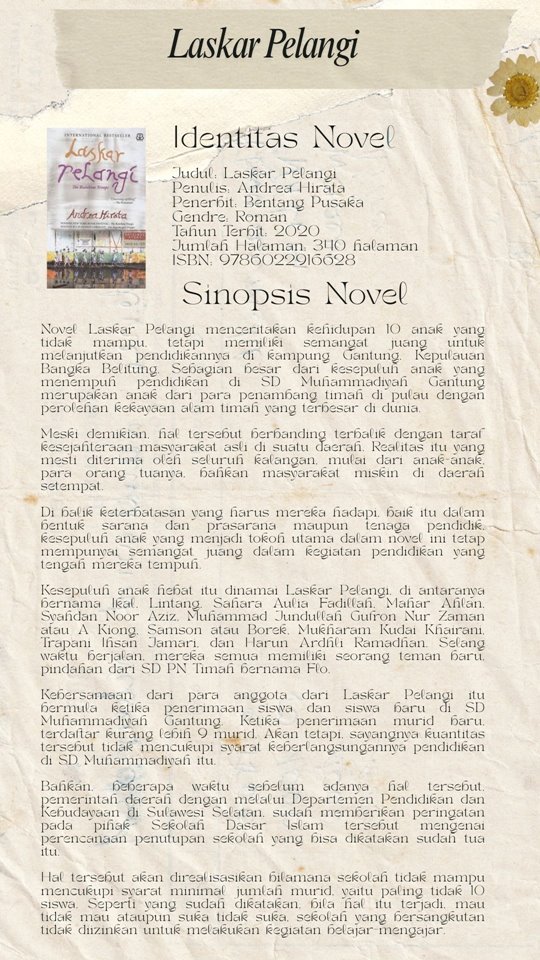 Laskar Pelangi
INTERNATIONAL BESTSELLER
Laskar
Pelangi
The Rainbow Troops
Andrea Hirata
Identitas Novel
Judul: Laskar Pelangi
Penulis: Andrea Hirata
Penerbit: Bentang Pusaka
Gendre: Roman
Tahun Terbit: 2020
Jumlah Halaman: 340 halaman
ISBN: 9786022916628
Sinopsis Novel
Novel Laskar Pelangi menceritakan kehidupan 10 anak yang
tidak mampu, tetapi memiliki semangat juang untuk
melanjutkan pendidikannya di kampung Gantung, Kepulauan
Bangka Belitung. Sebagian besar dari kesepuluh anak yang
menempuh pendidikan di SD Muhammadiyah Gantung
merupakan anak dari para penambang timah di pulau dengan
perolehan kekayaan alam timah yang terbesar di dunia.
Meski demikian, hal tersebut berbanding terbalik dengan taraf
kesejahteraan masyarakat asli di suatu daerah. Realitas itu yang
mesti diterima oleh seluruh kalangan, mulai dari anak-anak,
para orang tuanya, bahkan masyarakat miskin di daerah
setempat.
Di balik keterbatasan yang harus mereka hadapi, baik itu dalam
bentuk sarana dan prasarana maupun tenaga pendidik,
kesepuluh anak yang menjadi tokoh utama dalam novel ini tetap
mempunyai semangat juang dalam kegiatan pendidikan yang
tengah mereka tempuh.
Kesepuluh anak hebat itu dinamai Laskar Pelangi, di antaranya
bernama Ikal, Lintang, Sahara Aulia Fadillah, Mahar Ahlan,
Syahdan Noor Aziz, Muhammad Jundullah Gufron Nur Zaman
atau A Kiong, Samson atau Borek, Mukharam Kudai Khairani,
Trapani Ihsan Jamari, dan Harun Ardhli Ramadhan. Selang
waktu berjalan, mereka semua memiliki seorang teman baru,
pindahan dari SD PN Timah bernama Flo.
Kebersamaan dari para anggota dari Laskar Pelangi itu
bermula ketika penerimaan siswa dan siswa baru di SD
Muhammadiyah Gantung. Ketika penerimaan murid baru,
terdaftar kurang lebih 9 murid. Akan tetapi, sayangnya kuantitas
tersebut tidak mencukupi syarat keberlangsungannya pendidikan
di SD Muhammadiyah itu.
Bahkan, beberapa waktu sebelum adanya hal tersebut,
pemerintah daerah dengan melalui Departemen Pendidikan dan
Kebudayaan di Sulawesi Selatan, sudah memberikan peringatan
pada pihak Sekolah Dasar Islam tersebut mengenai
perencanaan penutupan sekolah yang bisa dikatakan sudah tua
itu.
Hal tersebut akan direalisasikan bilamana sekolah tidak mampu
mencukupi syarat minimal jumlah murid, yaitu paling tidak 10
siswa. Seperti yang sudah dikatakan, bila hal itu terjadi, mau
tidak mau ataupun suka tidak suka, sekolah yang bersangkutan
tidak diizinkan untuk melakukan kegiatan belajar-mengajar.